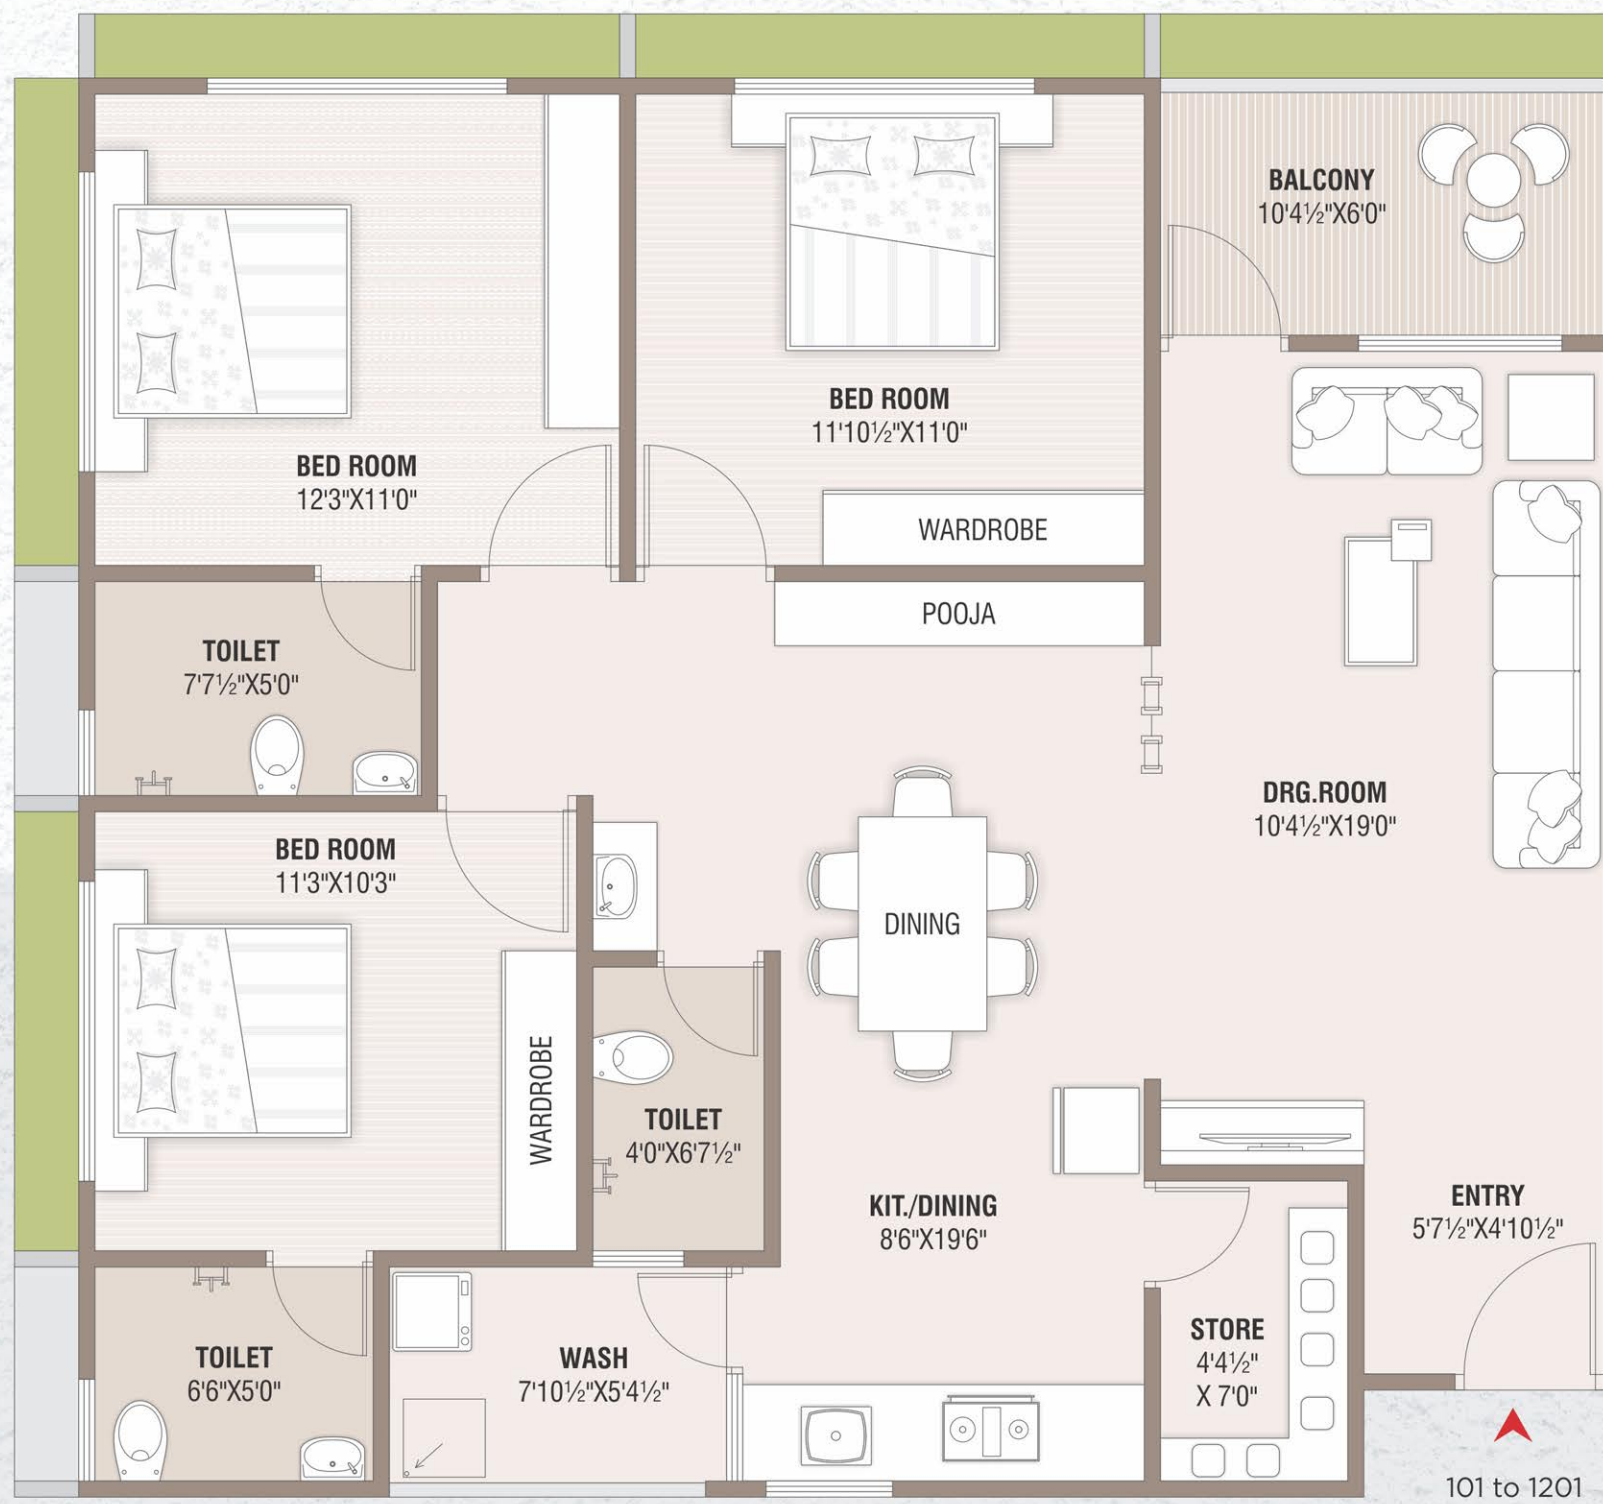 BALCONY
10'4½"X6'0"
BED ROOM
11'10½"X11'0"
BED ROOM
12'3"X11'0"
WARDROBE
POOJA
TOILET
7'7½"X5'0"
DRG.ROOM
10'4½"X19'0"
BED ROOM
11'3"X10'3"
DINING
WARDROBE
TOILET
4'0"X6'7½"
KIT./DINING
8'6"X19'6"
ENTRY
5'7½"X4'10½"
STORE
4'4½"
X 7'0"
TOILET
6'6"X5'0"
WASH
7'10½"X5'4½"
101 to 1201